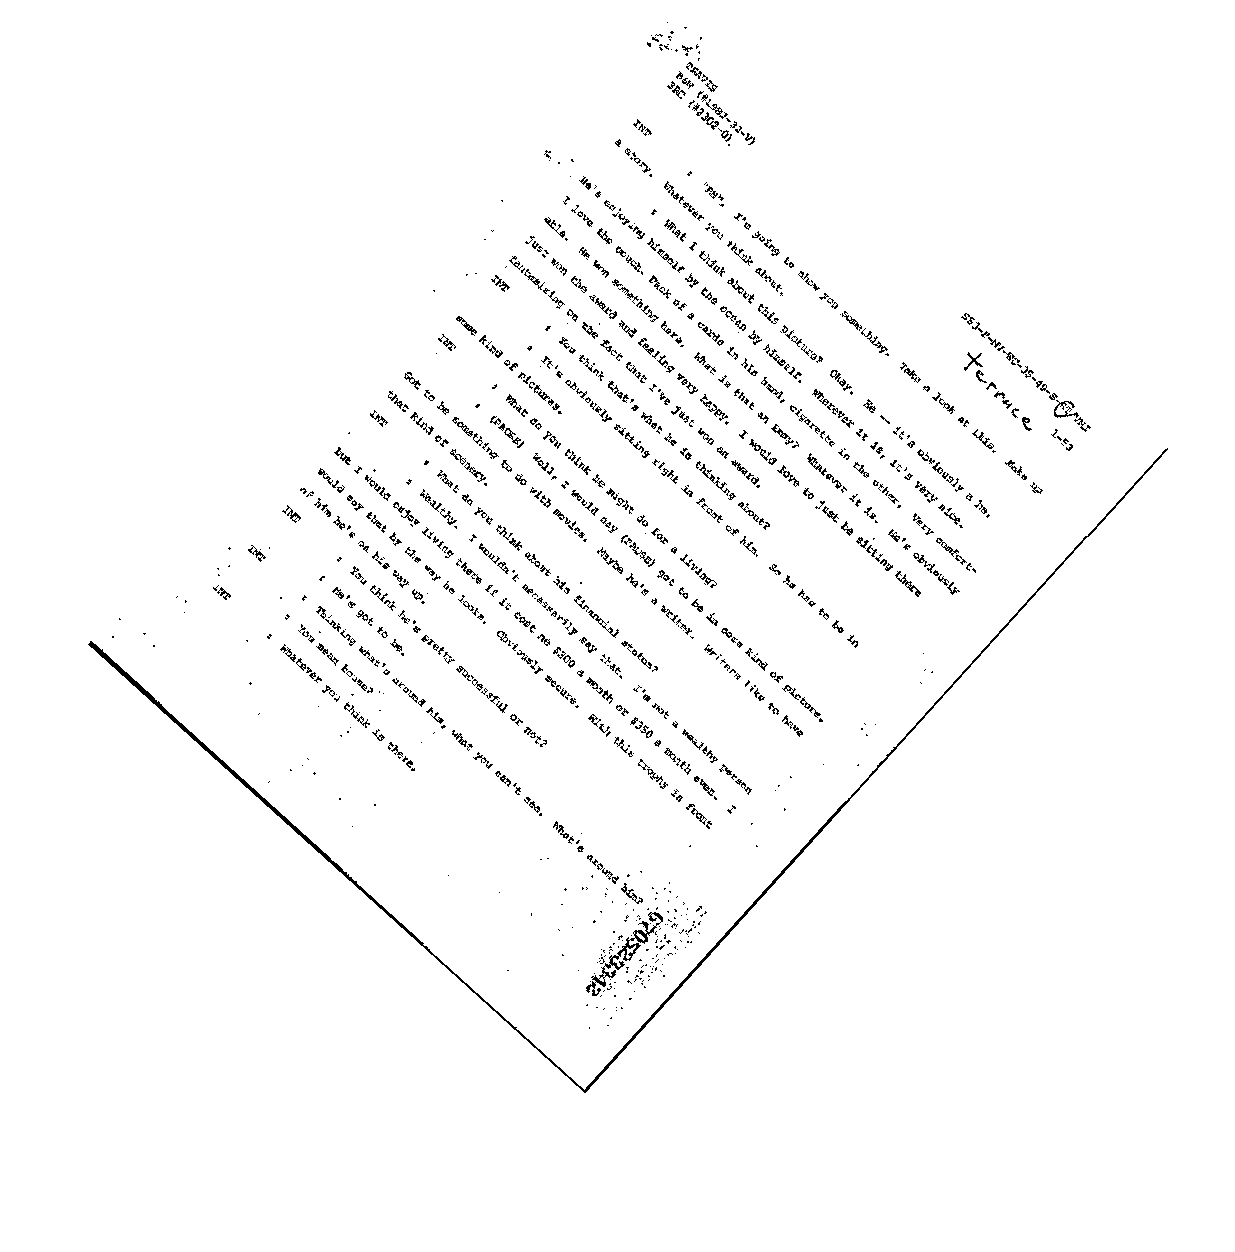 TRAVIS
B&W (#1987-33-V)
SRC (#2302-0).
SSJ-F-NY-SC-35-49-S-
1-53
terrace
INT : "PM". I'm going to show you something. Take a look at this. Make up
a story. Whatever you think about.
: What I think about this picture? Okay. He -- it's obviously a he.
He's enjoying himself by the ocean by himself. Wherever it is, it's very nice.
I love the couch. Pack of a cards in his hand, cigarette in the other. Very comfort-
able. He won something here. What is that an Emmy? Whatever it is. He's obviously
just won the award and feeling very happy. I would love to just be sitting there
fantasizing on the fact that I've just won an award.
INT : You think that's what he is thinking about?
: It's obviously sitting right in front of him. So he has to be in
some kind of pictures.
INT : What do you think he might do for a living?
: (PAUSE) Well, I would say (PAUSE) got to be in some kind of picture.
Got to be something to do with movies. Maybe he's a writer. Writers like to have
that kind of scenery.
INT : What do you think about his financial status?
: Wealthy. I wouldn't necessarily say that. I'm not a wealthy person
but I would enjoy living there if it cost me $300 a month or $350 a month even. I
would say that by the way he looks. Obviously secure. With this trophy in front
of him he's on his way up.
INT : You think he's pretty successful or not?
: He's got to be.
INT : Thinking what's around him, what you can't see. What's around him?
: You mean house?
INT : Whatever you think is there.
670523342